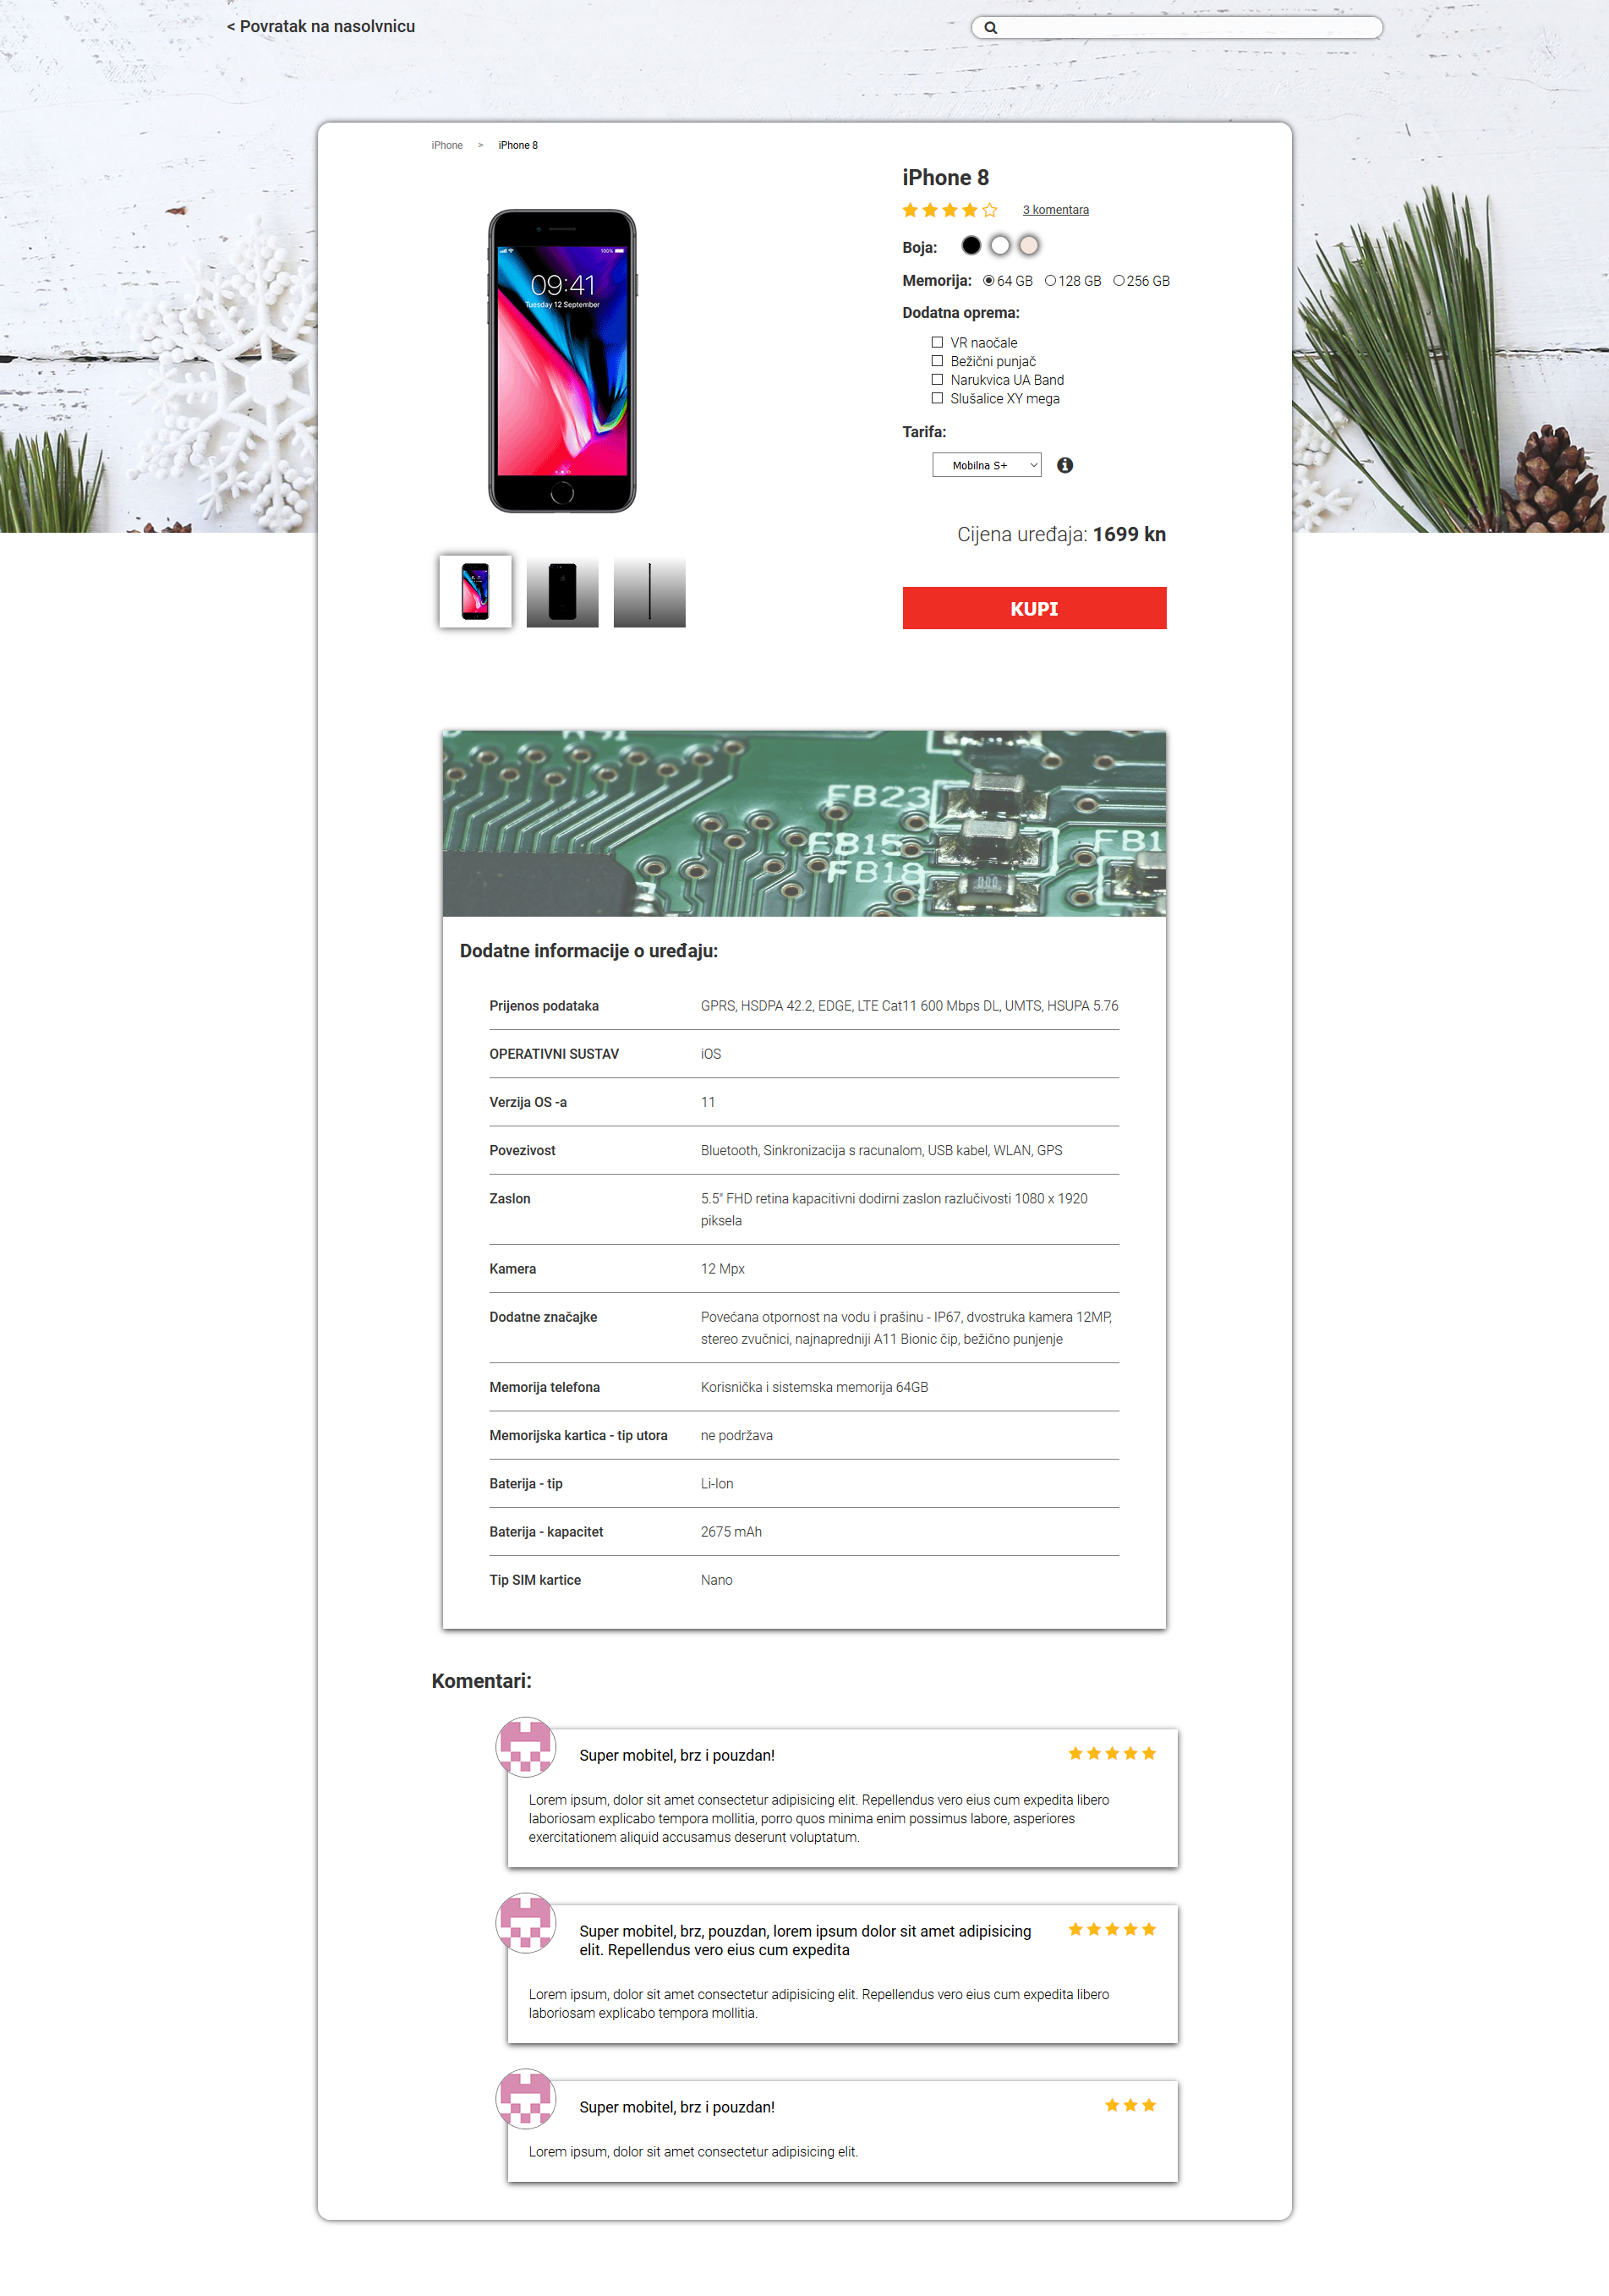 < Povratak na nasolvnicu
iPhone > iPhone 8
iPhone 8
3 komentara
Boja:
Memorija: 64 GB 128 GB 256 GB
Dodatna oprema:
VR naočale
Bežični punjač
Narukvica UA Band
Slušalice XY mega
Tarifa:
Mobilna S+
Cijena uređaja: 1699 kn
KUPI
100%
09:41
Tuesday 12 September
FB23
FB15
FB18
FB1
Dodatne informacije o uređaju:
Prijenos podataka GPRS, HSDPA 42.2, EDGE, LTE Cat11 600 Mbps DL, UMTS, HSUPA 5.76
OPERATIVNI SUSTAV iOS
Verzija OS -a 11
Povezivost Bluetooth, Sinkronizacija s racunalom, USB kabel, WLAN, GPS
Zaslon 5.5" FHD retina kapacitivni dodirni zaslon razlučivosti 1080 x 1920
piksela
Kamera 12 Mpx
Dodatne značajke Povećana otpornost na vodu i prašinu - IP67, dvostruka kamera 12MP,
stereo zvučnici, najnapredniji A11 Bionic čip, bežično punjenje
Memorija telefona Korisnička i sistemska memorija 64GB
Memorijska kartica - tip utora ne podržava
Baterija - tip Li-Ion
Baterija - kapacitet 2675 mAh
Tip SIM kartice Nano
Komentari:
Super mobitel, brz i pouzdan!
Lorem ipsum, dolor sit amet consectetur adipisicing elit. Repellendus vero eius cum expedita libero
laboriosam explicabo tempora mollitia, porro quos minima enim possimus labore, asperiores
exercitationem aliquid accusamus deserunt voluptatum.
Super mobitel, brz, pouzdan, lorem ipsum dolor sit amet adipisicing
elit. Repellendus vero eius cum expedita
Lorem ipsum, dolor sit amet consectetur adipisicing elit. Repellendus vero eius cum expedita libero
laboriosam explicabo tempora mollitia.
Super mobitel, brz i pouzdan!
Lorem ipsum, dolor sit amet consectetur adipisicing elit.